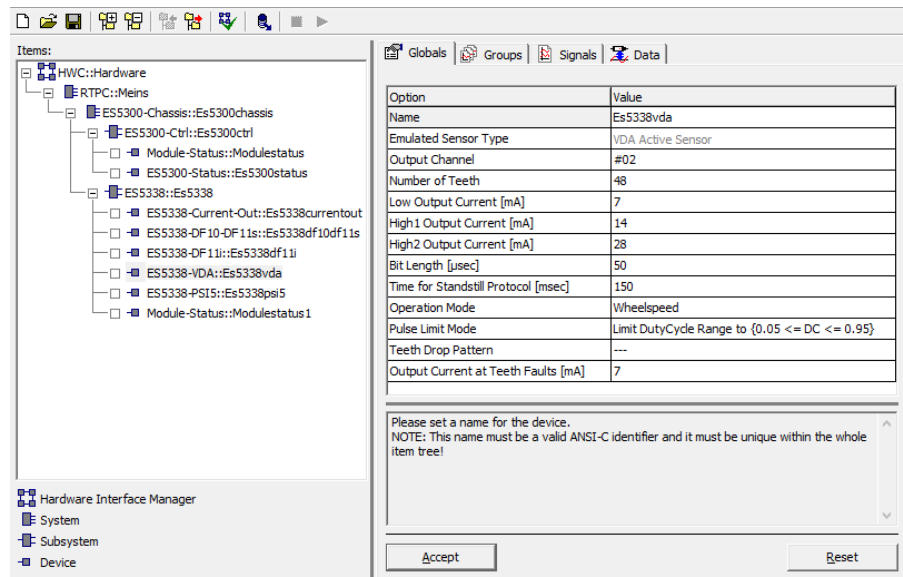 Items:
HWC::Hardware
RTPC::Meins
ES5300-Chassis::Es5300chassis
ES5300-Ctrl::Es5300ctrl
Module-Status::Modulestatus
ES5300-Status::Es5300status
ES5338::Es5338
ES5338-Current-Out::Es5338currentout
ES5338-DF10-DF11s::Es5338df10df11s
ES5338-DF11i::Es5338df11i
ES5338-VDA::Es5338vda
ES5338-PSI5::Es5338psi5
Module-Status::Modulestatus1
Hardware Interface Manager
System
Subsystem
Device
Globals Groups Signals Data
Option Value
Name Es5338vda
Emulated Sensor Type VDA Active Sensor
Output Channel #02
Number of Teeth 48
Low Output Current [mA] 7
High1 Output Current [mA] 14
High2 Output Current [mA] 28
Bit Length [µsec] 50
Time for Standstill Protocol [msec] 150
Operation Mode Wheelspeed
Pulse Limit Mode Limit DutyCycle Range to {0.05 <= DC <= 0.95}
Teeth Drop Pattern ---
Output Current at Teeth Faults [mA] 7
Please set a name for the device.
NOTE: This name must be a valid ANSI-C identifier and it must be unique within the whole
item tree!
Accept Reset